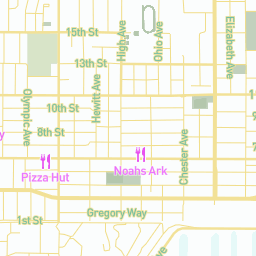 15th St
High Ave
Ohio Ave
Elizabeth Ave
13th St
Hewitt Ave
10th St
Olympic Ave
8th St
Chester Ave
Pizza Hut
Noahs Ark
Gregory Way
1st St